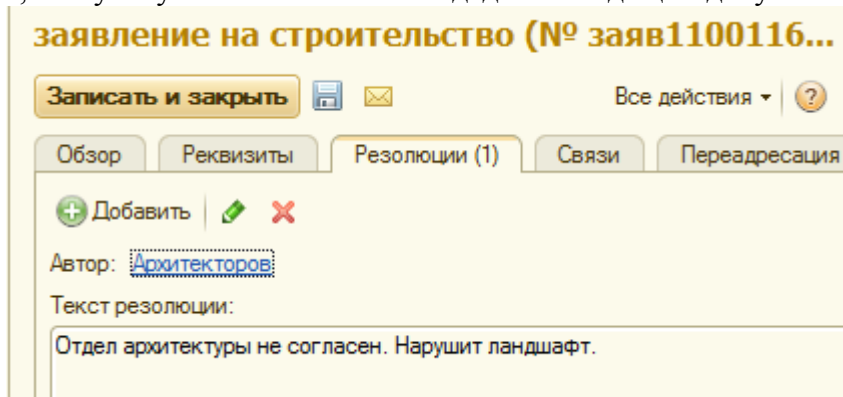 заявление на строительство (№ заяв1100116...
Записать и закрыть Все действия ?
Обзор Реквизиты Резолюции (1) Связи Переадресация
Добавить
Автор: Архитекторов
Текст резолюции:
Отдел архитектуры не согласен. Нарушит ландшафт.